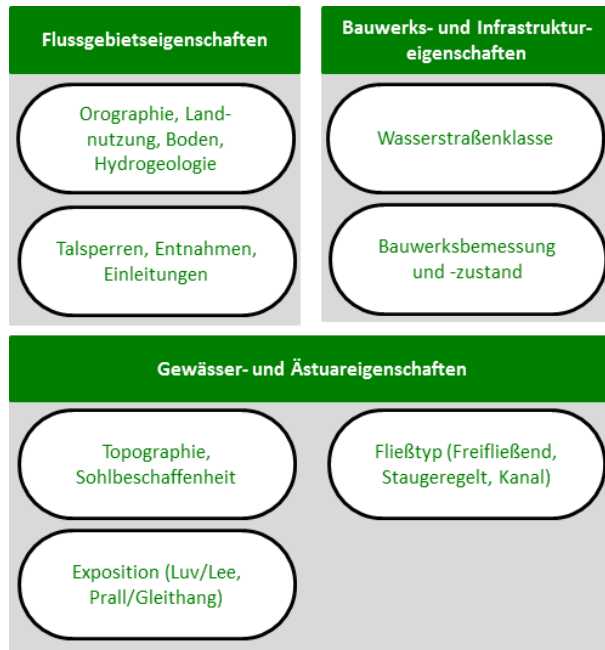 Flussgebietseigenschaften
Orographie, Land-
nutzung, Boden,
Hydrogeologie
Talsperren, Entnahmen,
Einleitungen
Bauwerks- und Infrastruktur-
eigenschaften
Wasserstraßenklasse
Bauwerksbemessung
und -zustand
Gewässer- und Ästuareigenschaften
Topographie,
Sohlbeschaffenheit
Fließtyp (Freifließend,
Staugeregelt, Kanal)
Exposition (Luv/Lee,
Prall/Gleithang)